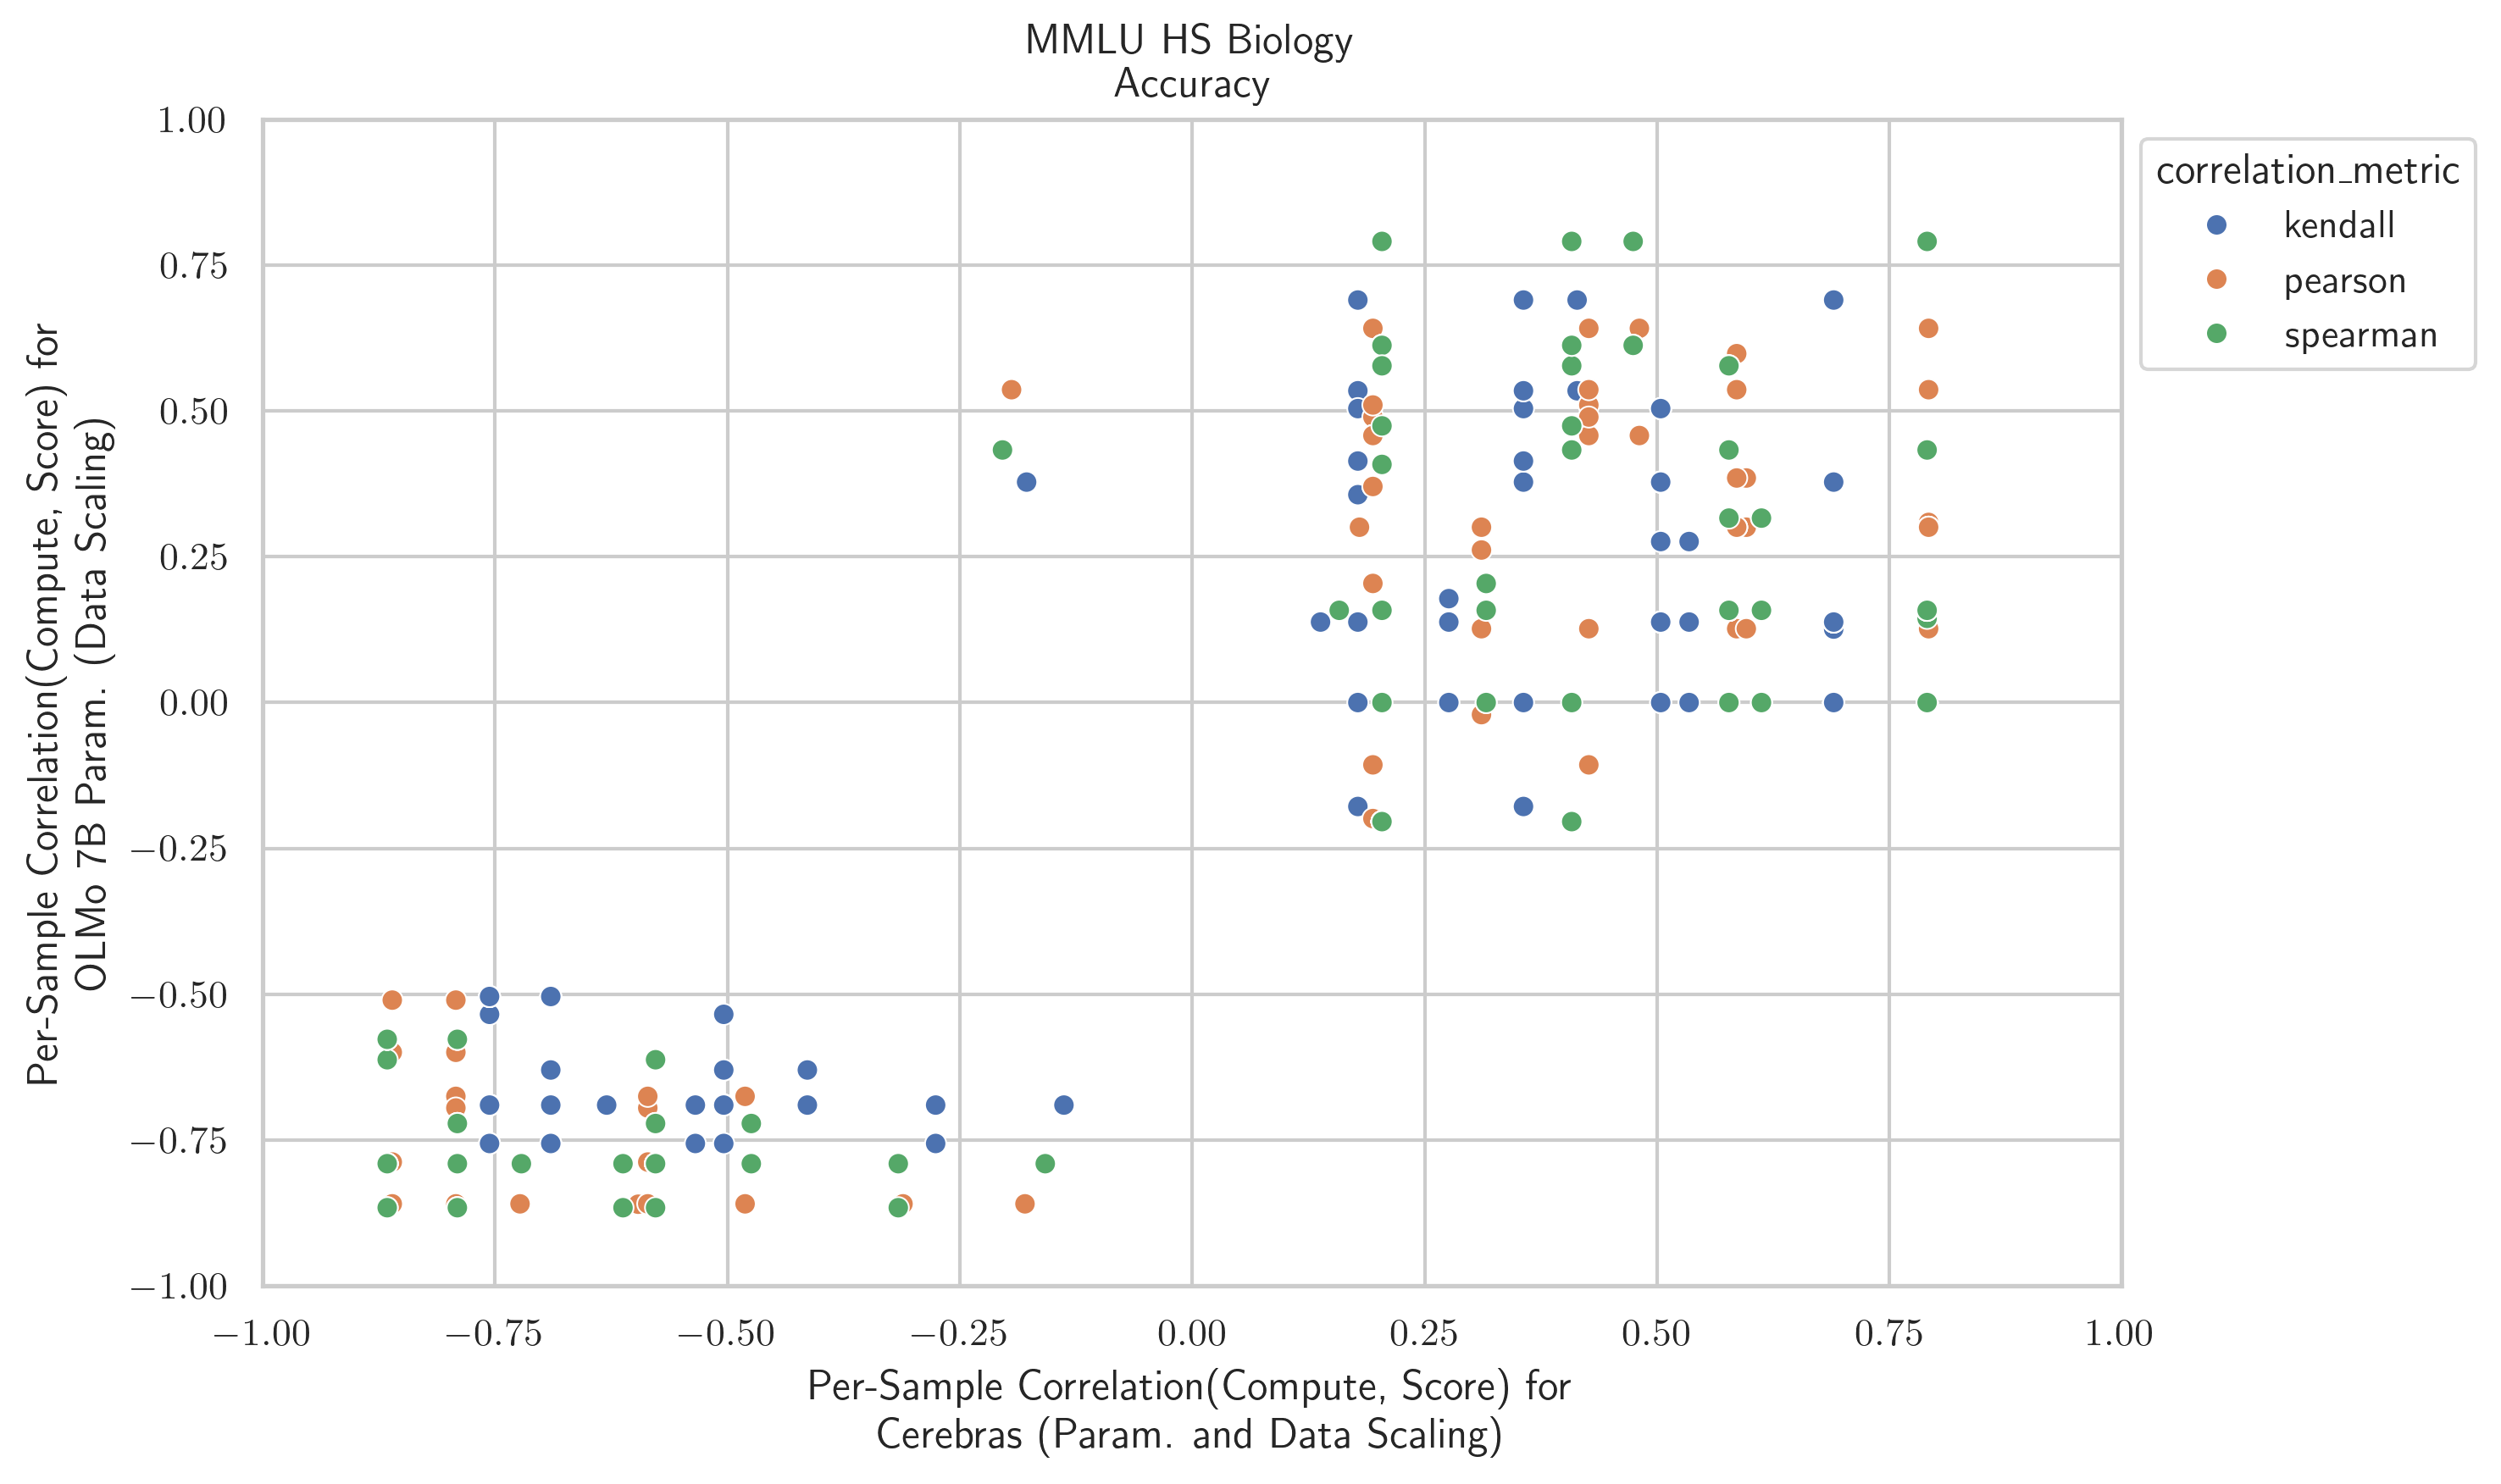 MMLU HS Biology
Accuracy
1.00
0.75
0.50
0.25
0.00
−0.25
−0.50
−0.75
−1.00
Per-Sample Correlation(Compute, Score) for
OLMo 7B Param. (Data Scaling)
correlation_metric
kendall
pearson
spearman
−1.00 −0.75 −0.50 −0.25 0.00 0.25 0.50 0.75 1.00
Per-Sample Correlation(Compute, Score) for
Cerebras (Param. and Data Scaling)